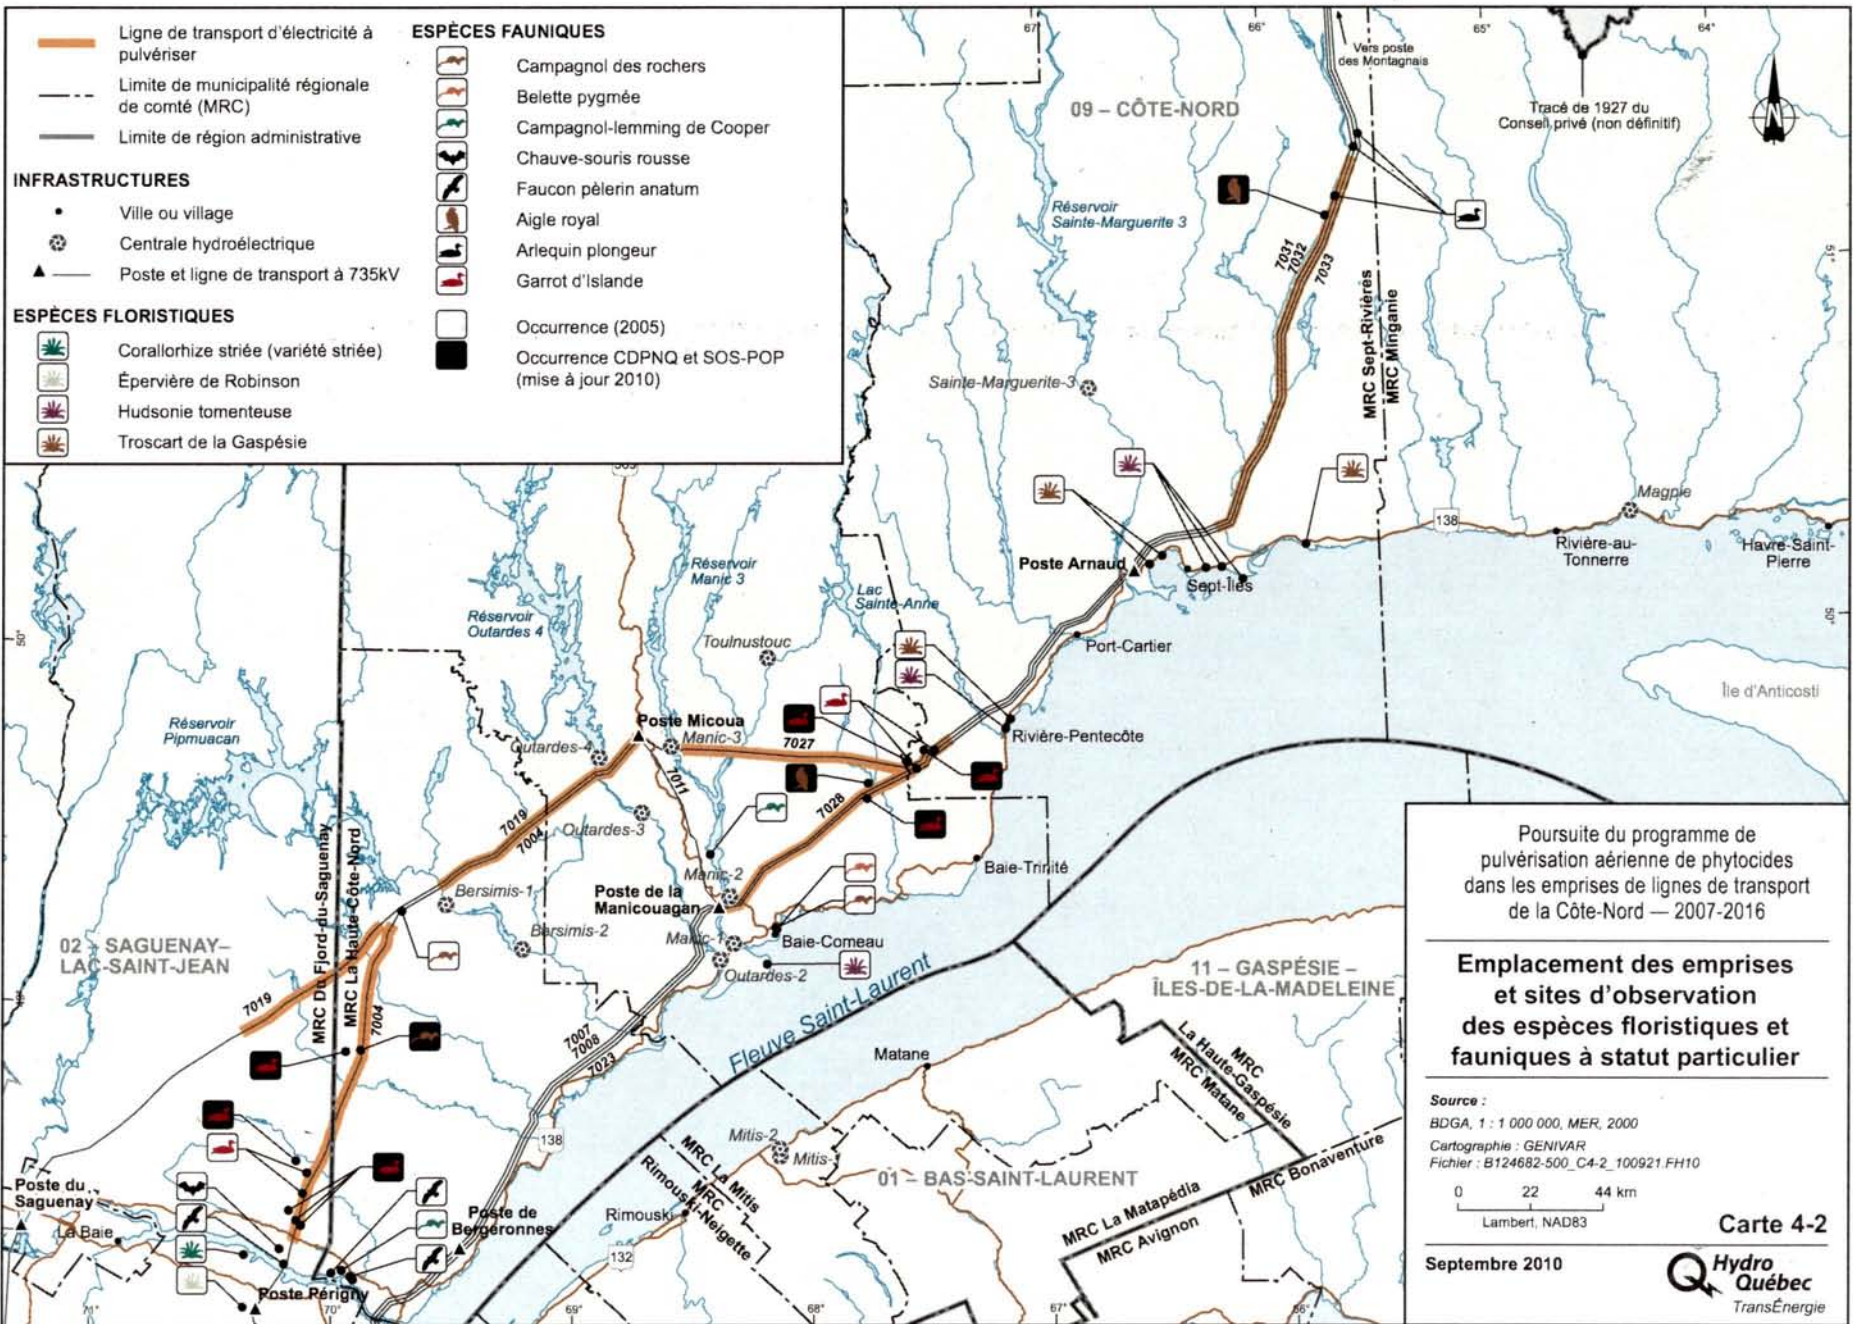 Ligne de transport d'électricité à
pulvériser
Limite de municipalité régionale
de comté (MRC)
Limite de région administrative
INFRASTRUCTURES
Ville ou village
Centrale hydroélectrique
Poste et ligne de transport à 735kV
ESPÈCES FLORISTIQUES
Corallorhize striée (variété striée)
Épervière de Robinson
Hudsonie tomenteuse
Troscart de la Gaspésie
ESPÈCES FAUNIQUES
Campagnol des rochers
Belette pygmée
Campagnol-lemming de Cooper
Chauve-souris rousse
Faucon pèlerin anatum
Aigle royal
Arlequin plongeur
Garrot d'Islande
Occurrence (2005)
Occurrence CDPNQ et SOS-POP
(mise à jour 2010)
67°
66°
65°
64°
Vers poste
des Montagnais
09 – CÔTE-NORD
Tracé de 1927 du
Conseil privé (non définitif)
Réservoir
Sainte-Marguerite 3
7031
7032
7033
51°
MRC Sept-Rivières
MRC Minganie
Sainte-Marguerite-3
Magpie
138
Rivière-au-
Tonnerre
Havre-Saint-
Pierre
Poste Arnaud
Sept-Îles
Réservoir
Manic 3
Lac
Sainte-Anne
Réservoir
Outardes 4
Toulnustouc
50°
50°
Port-Cartier
Île d'Anticosti
Réservoir
Pipmuacan
Poste Micoua
Manic-3
Outardes-4
7027
Rivière-Pentecôte
7011
7028
7019
7004
Outardes-3
Baie-Trinité
Manic-2
Bersimis-1
Poste de la
Manicouagan
Bersimis-2
Manic-1
Baie-Comeau
Outardes-2
02 – SAGUENAY–
LAC-SAINT-JEAN
MRC Du Fjord-du-Saguenay
MRC La Haute-Côte-Nord
49°
7019
7004
7007
7008
7023
Fleuve Saint-Laurent
11 – GASPÉSIE –
ÎLES-DE-LA-MADELEINE
Matane
MRC
La Haute-Gaspésie
MRC Matane
138
Mitis-2
Mitis-
MRC La Mitis
MRC
Rimouski-Neigette
01 – BAS-SAINT-LAURENT
MRC Bonaventure
MRC La Matapédia
MRC Avignon
Rimouski
132
Poste du
Saguenay
La Baie
Poste de
Bergeronnes
Poste Périgny
71°
70°
69°
68°
67°
66°
Poursuite du programme de
pulvérisation aérienne de phytocides
dans les emprises de lignes de transport
de la Côte-Nord — 2007-2016
Emplacement des emprises
et sites d'observation
des espèces floristiques et
fauniques à statut particulier
Source :
BDGA, 1 : 1 000 000, MER, 2000
Cartographie : GENIVAR
Fichier : B124682-500_C4-2_100921.FH10
0 22 44 km
Lambert, NAD83
Carte 4-2
Septembre 2010
Hydro
Québec
TransÉnergie